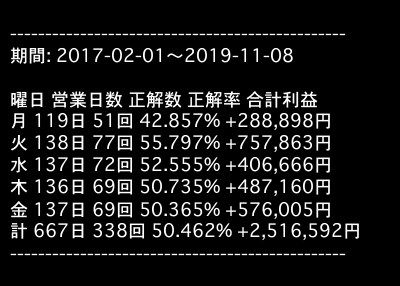 ------------------------------------------------
期間: 2017-02-01〜2019-11-08
曜日 営業日数 正解数 正解率 合計利益
月 119日 51回 42.857% +288,898円
火 138日 77回 55.797% +757,863円
水 137日 72回 52.555% +406,666円
木 136日 69回 50.735% +487,160円
金 137日 69回 50.365% +576,005円
計 667日 338回 50.462% +2,516,592円
------------------------------------------------